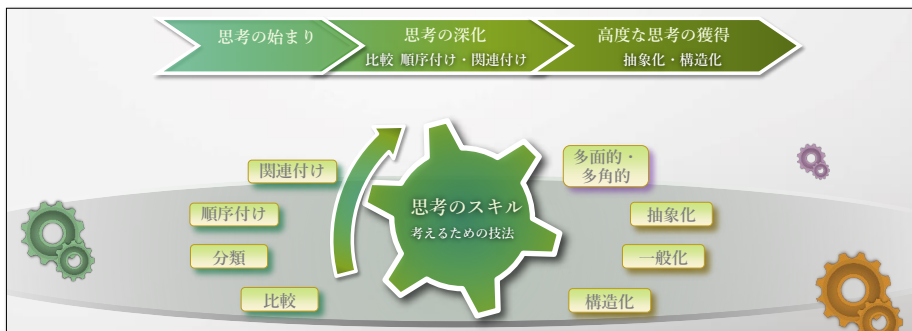 思考の始まり
思考の深化
比較 順序付け・関連付け
高度な思考の獲得
抽象化・構造化
関連付け
順序付け
分類
比較
思考のスキル
考えるための技法
多面的・
多角的
抽象化
一般化
構造化